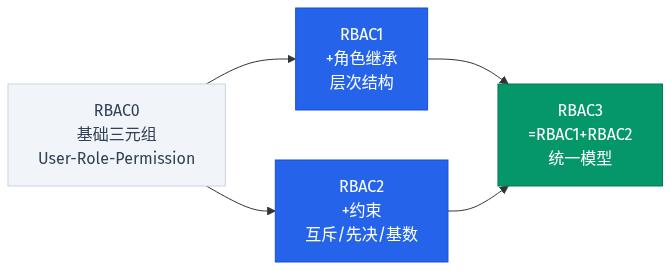 RBAC0
基础三元组
User-Role-Permission
RBAC1
+角色继承
层次结构
RBAC2
+约束
互斥/先决/基数
RBAC3
=RBAC1+RBAC2
统一模型